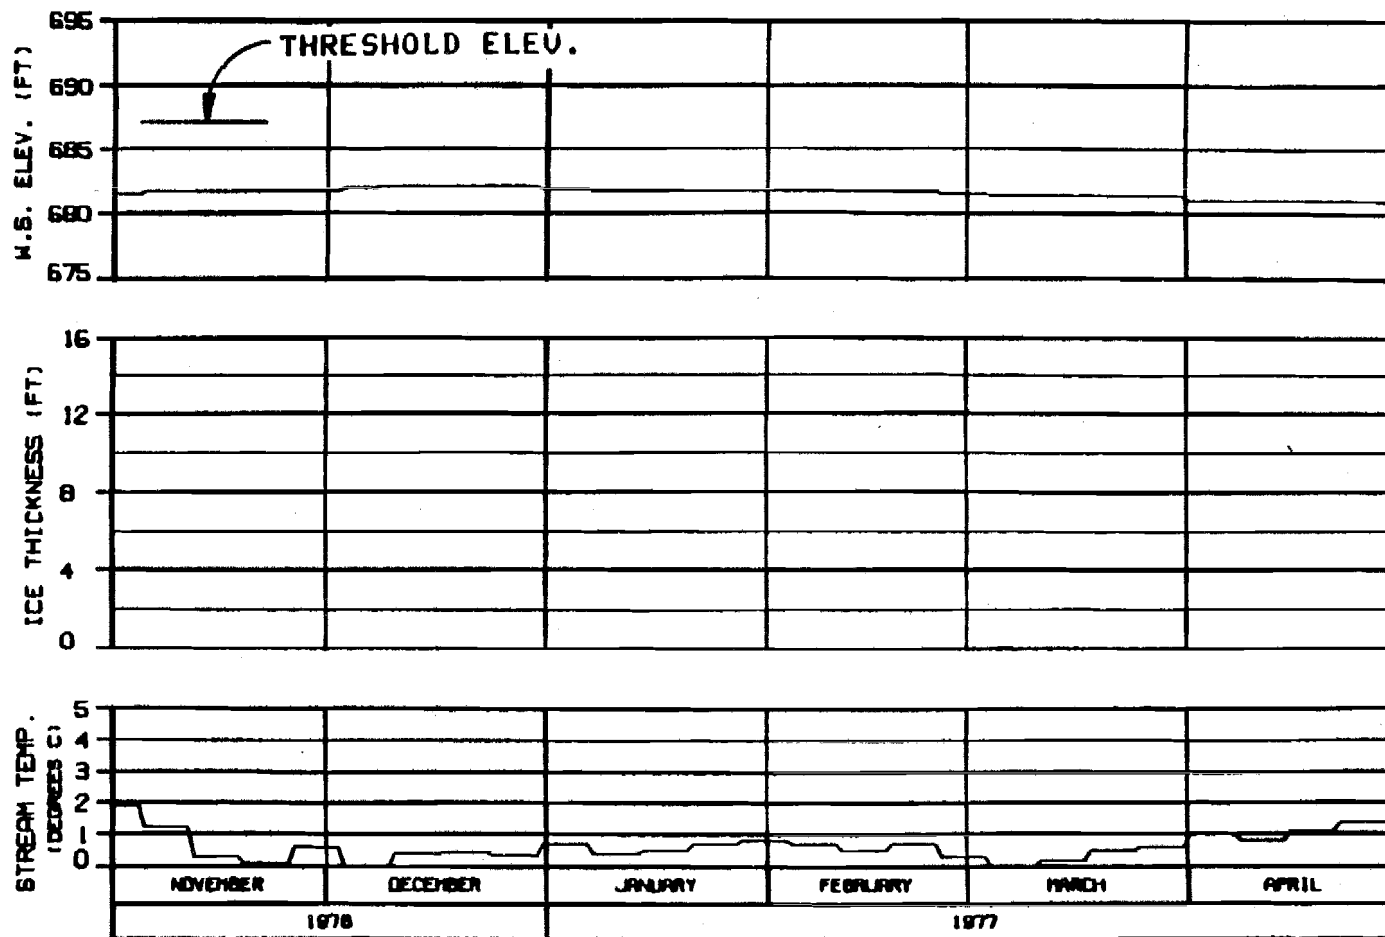 695
THRESHOLD ELEV.
690
685
680
675
W.S. ELEV. (FT)
16
12
8
4
0
ICE THICKNESS (FT)
5
4
3
2
1
0
STREAM TEMP.
(DEGREES C)
NOVEMBER DECEMBER JANUARY FEBRUARY MARCH APRIL
1976 1977